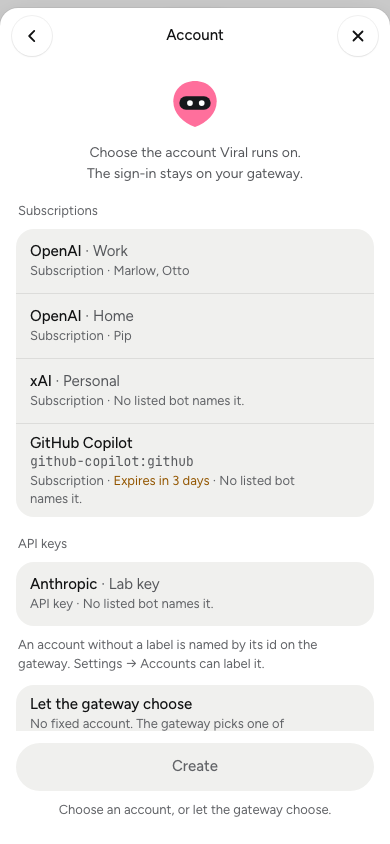 Account
Choose the account Viral runs on.
The sign-in stays on your gateway.
Subscriptions
OpenAI · Work
Subscription · Marlow, Otto
OpenAI · Home
Subscription · Pip
xAI · Personal
Subscription · No listed bot names it.
GitHub Copilot
github-copilot:github
Subscription · Expires in 3 days · No listed bot
names it.
API keys
Anthropic · Lab key
API key · No listed bot names it.
An account without a label is named by its id on the
gateway. Settings → Accounts can label it.
Let the gateway choose
No fixed account. The gateway picks one of
Create
Choose an account, or let the gateway choose.